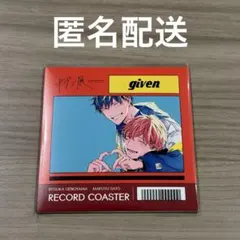 匿名配送
given
RITSUKA UENOYAMA MAFUYU SATO
RECORD COASTER